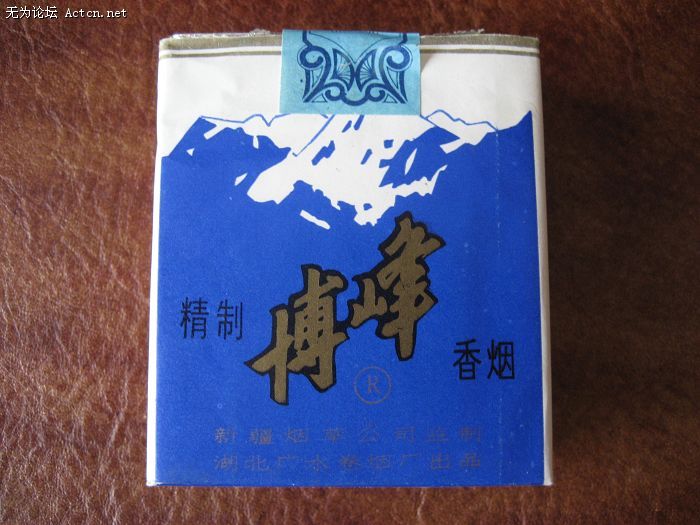 无为论坛 Actcn.net
博峰
®
精制
香烟
新疆烟草公司监制
湖北广水卷烟厂出品